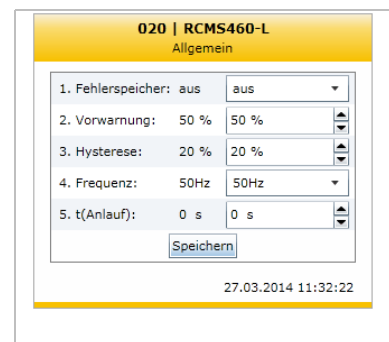 020 | RCMS460-L
Allgemein
1. Fehlerspeicher: aus aus
2. Vorwarnung: 50 % 50 %
3. Hysterese: 20 % 20 %
4. Frequenz: 50Hz 50Hz
5. t(Anlauf): 0 s 0 s
Speichern
27.03.2014 11:32:22